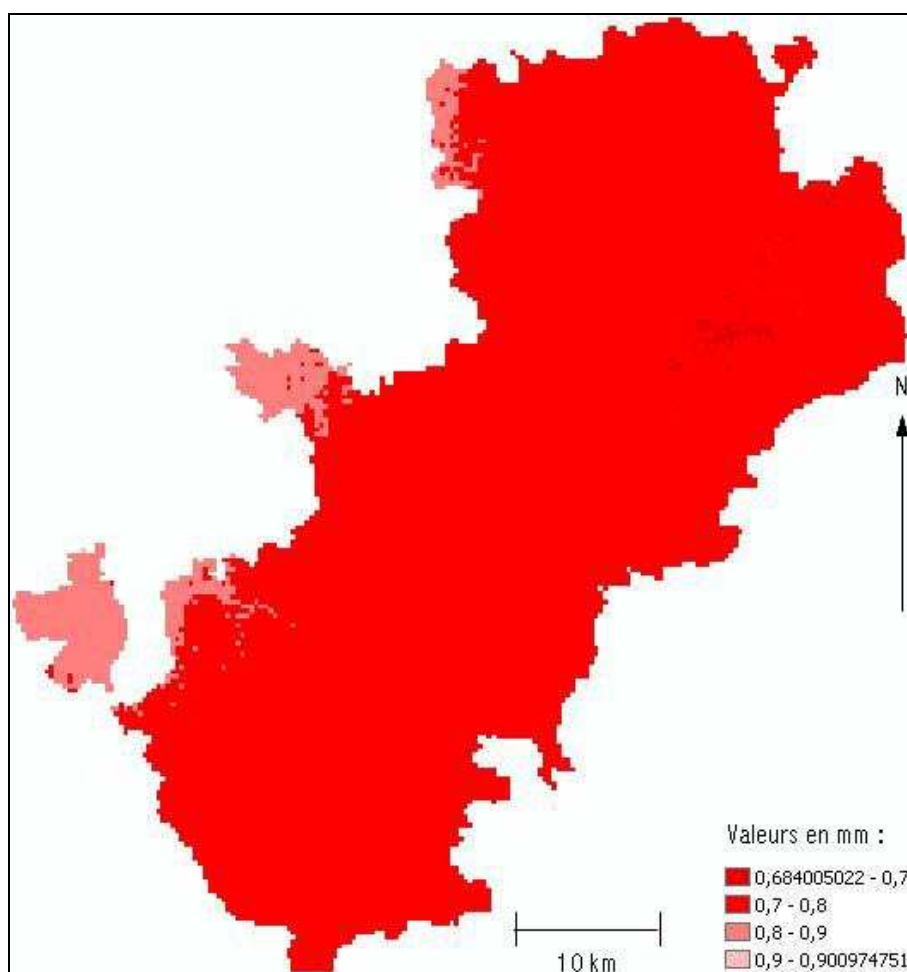 N
Valeurs en mm :
0,684005022 - 0,7
0,7 - 0,8
0,8 - 0,9
0,9 - 0,900974751
10 km